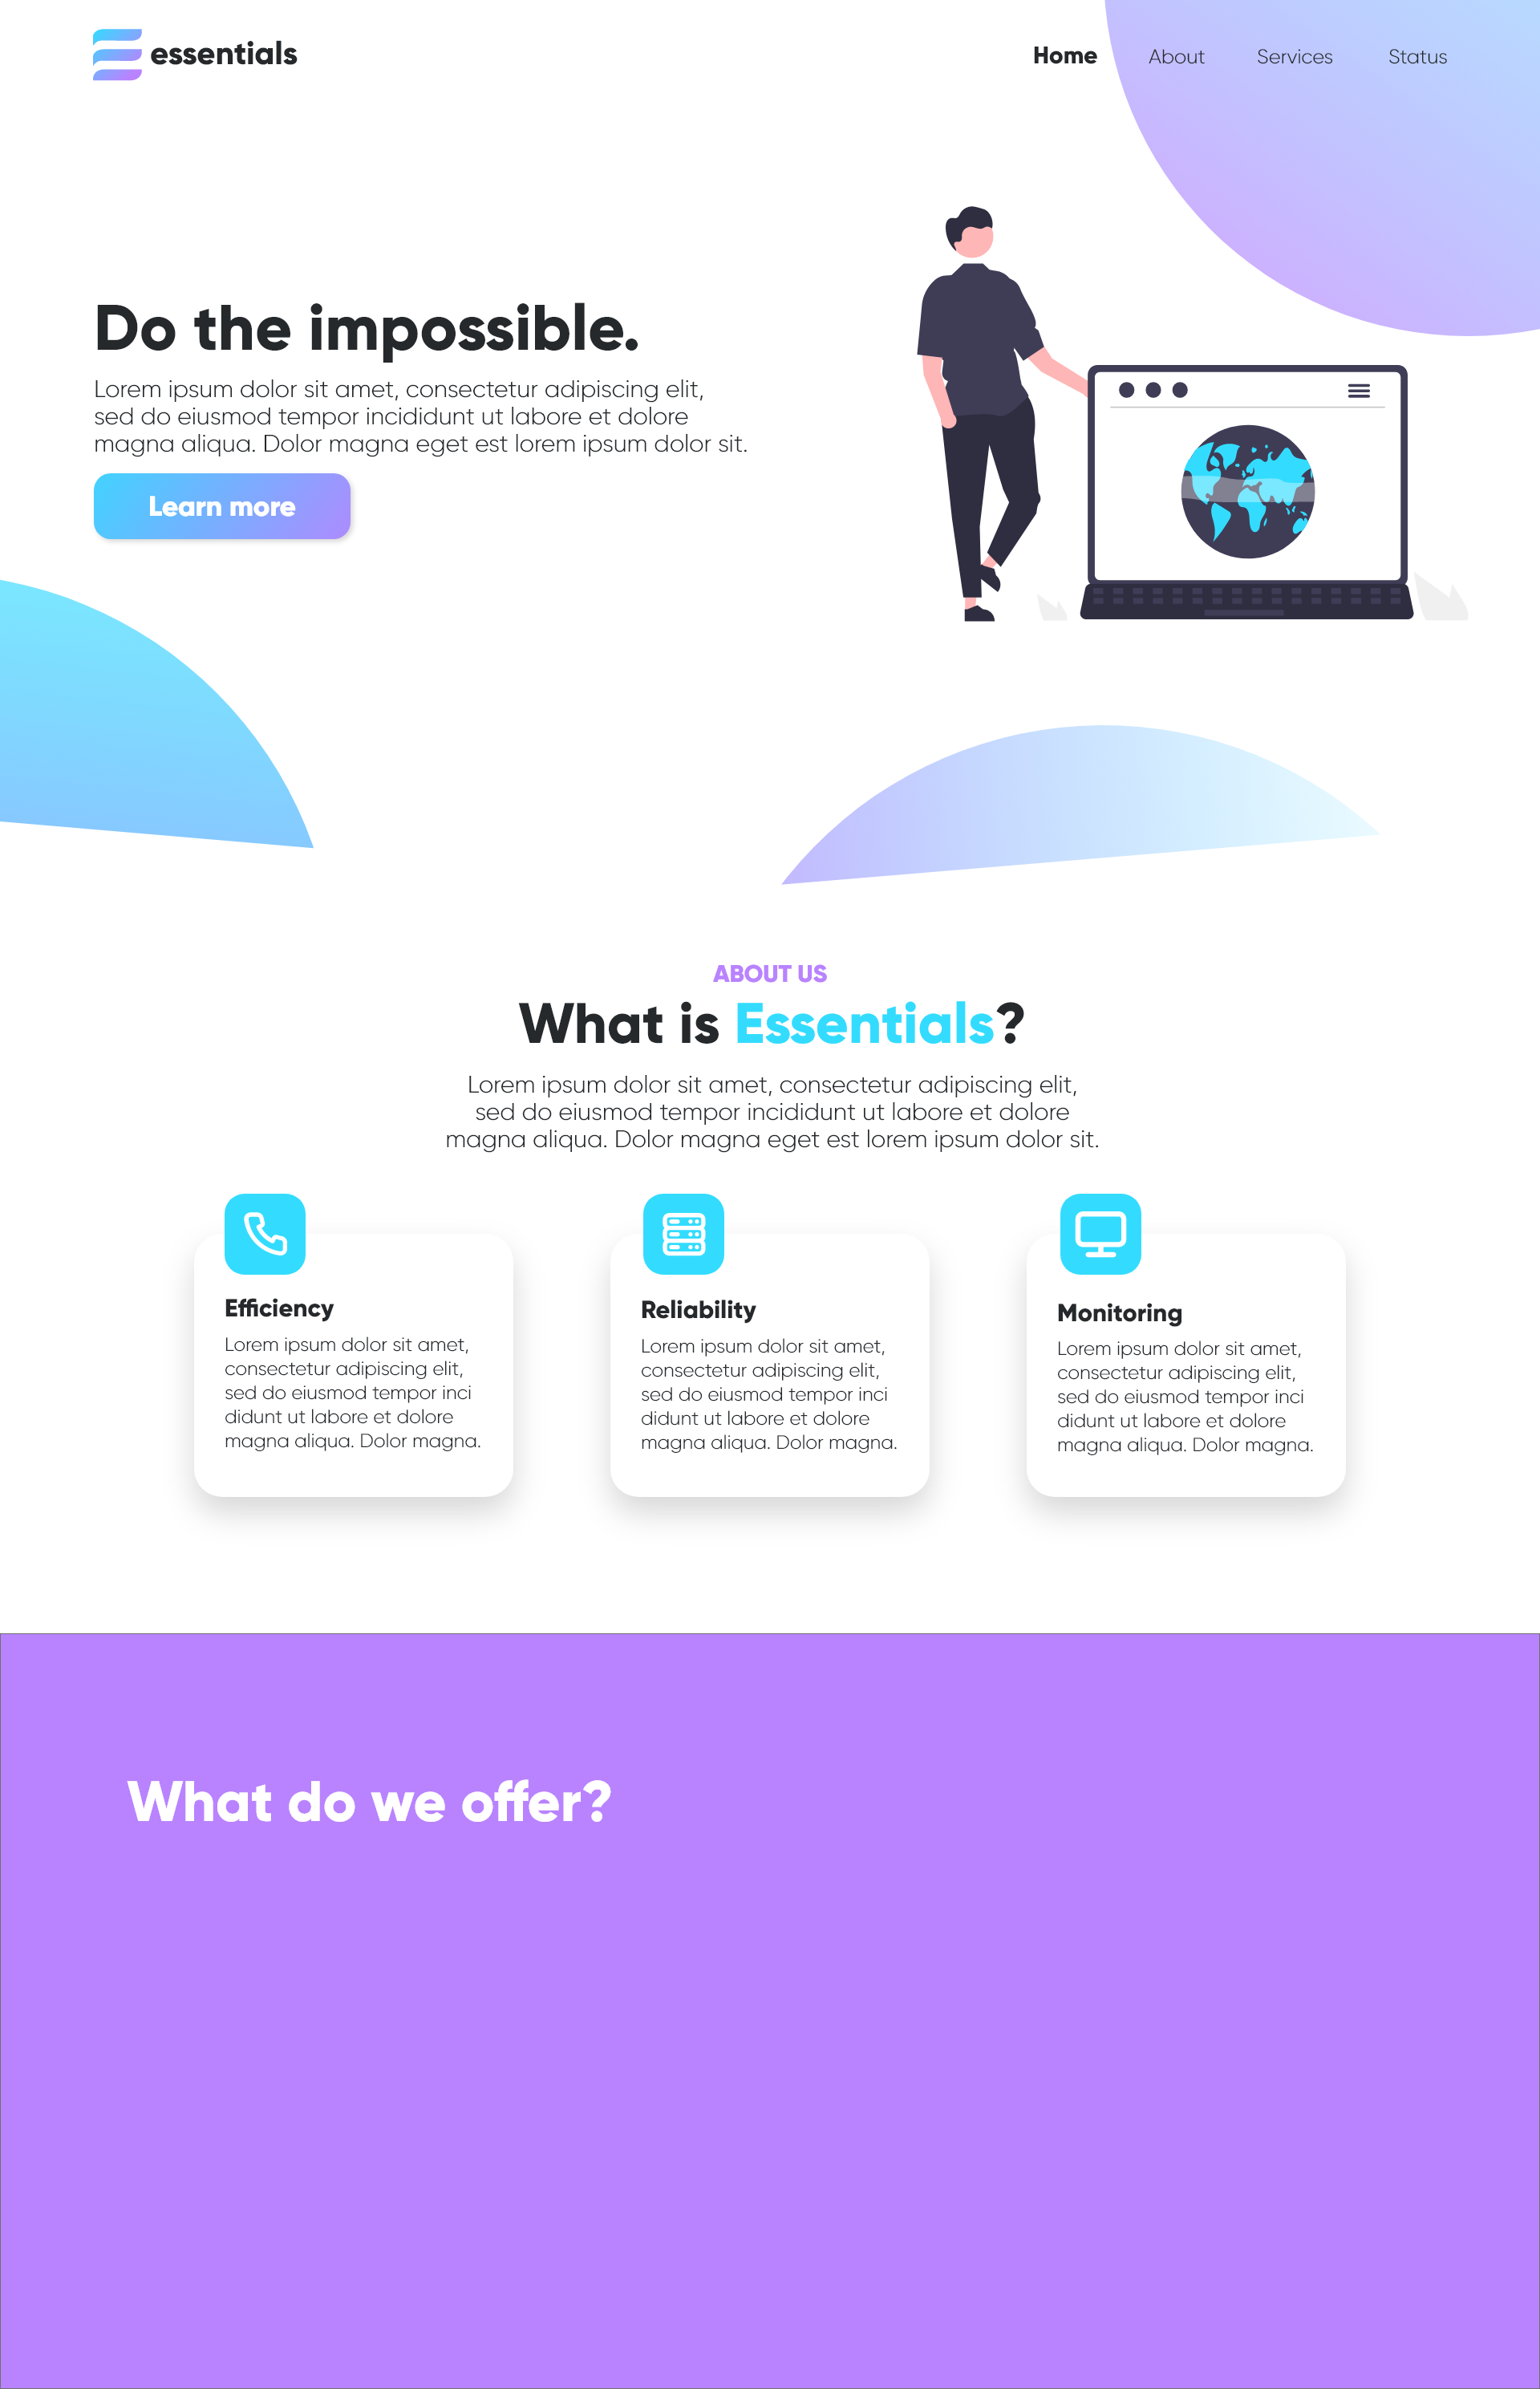 essentials
Home About Services Status
Do the impossible.
Lorem ipsum dolor sit amet, consectetur adipiscing elit,
sed do eiusmod tempor incididunt ut labore et dolore
magna aliqua. Dolor magna eget est lorem ipsum dolor sit.
Learn more
ABOUT US
What is Essentials?
Lorem ipsum dolor sit amet, consectetur adipiscing elit,
sed do eiusmod tempor incididunt ut labore et dolore
magna aliqua. Dolor magna eget est lorem ipsum dolor sit.
Efficiency
Lorem ipsum dolor sit amet,
consectetur adipiscing elit,
sed do eiusmod tempor inci
didunt ut labore et dolore
magna aliqua. Dolor magna.
Reliability
Lorem ipsum dolor sit amet,
consectetur adipiscing elit,
sed do eiusmod tempor inci
didunt ut labore et dolore
magna aliqua. Dolor magna.
Monitoring
Lorem ipsum dolor sit amet,
consectetur adipiscing elit,
sed do eiusmod tempor inci
didunt ut labore et dolore
magna aliqua. Dolor magna.
What do we offer?